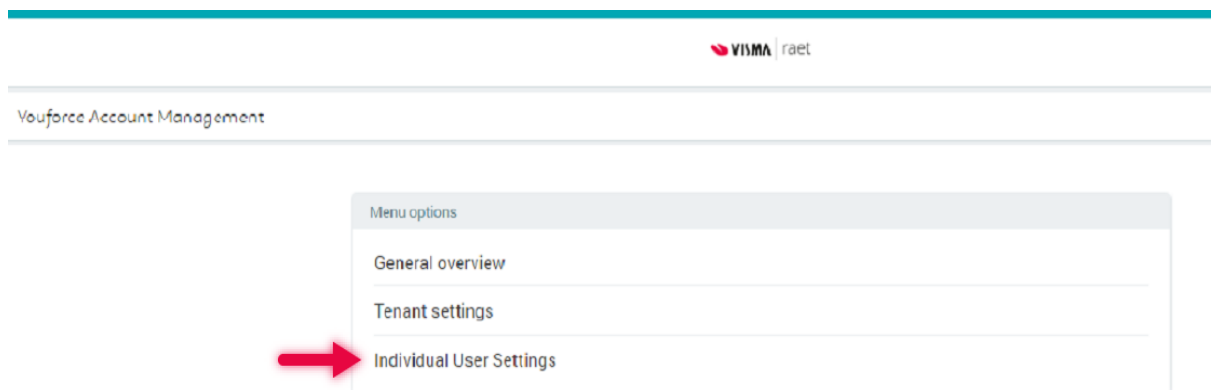 VISMA raet
Youforce Account Management
Menu options
General overview
Tenant settings
Individual User Settings